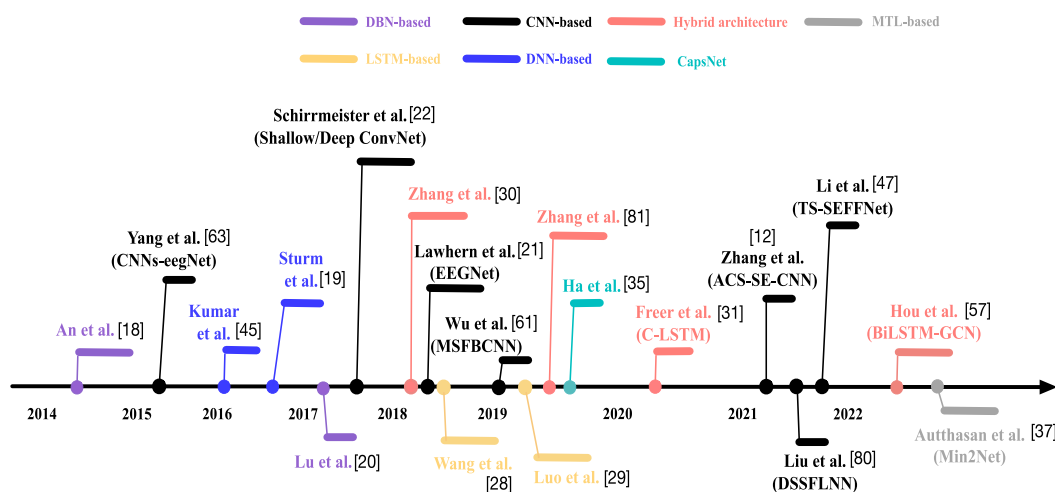 DBN-based
CNN-based
Hybrid architecture
MTL-based
LSTM-based
DNN-based
CapsNet
Schirrmeister et al. [22]
(Shallow/Deep ConvNet)
Li et al. [47]
(TS-SEFFNet)
Zhang et al. [30]
Zhang et al. [81]
Yang et al. [63]
(CNNs-eegNet)
Sturm
et al. [19]
Lawhern et al. [21]
(EEGNet)
[12]
Zhang et al.
(ACS-SE-CNN)
Ha et al. [35]
An et al. [18]
Kumar
et al. [45]
Wu et al. [61]
(MSFBCNN)
Freer et al. [31]
(C-LSTM)
Hou et al. [57]
(BiLSTM-GCN)
2014 2015 2016 2017 2018 2019 2020 2021 2022
Lu et al. [20]
Wang et al.
[28]
Luo et al. [29]
Liu et al. [80]
(DSSFLNN)
Autthasan et al. [37]
(Min2Net)